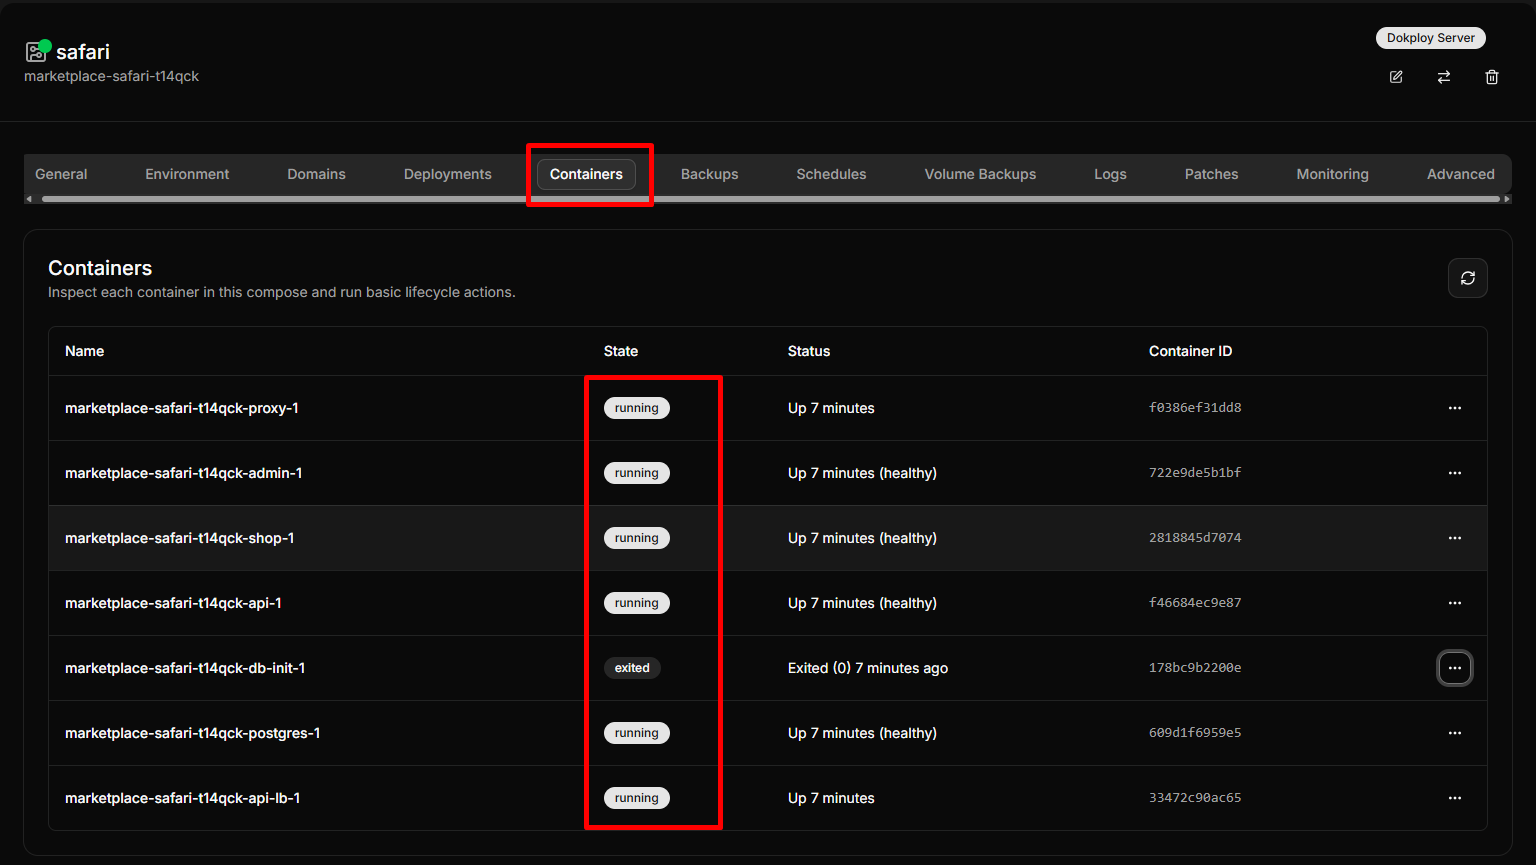 safari
Dokploy Server
marketplace-safari-t14qck
General Environment Domains Deployments Containers Backups Schedules Volume Backups Logs Patches Monitoring Advanced
Containers
Inspect each container in this compose and run basic lifecycle actions.
Name State Status Container ID
marketplace-safari-t14qck-proxy-1 running Up 7 minutes f0386ef31dd8
marketplace-safari-t14qck-admin-1 running Up 7 minutes (healthy) 722e9de5b1bf
marketplace-safari-t14qck-shop-1 running Up 7 minutes (healthy) 2818845d7074
marketplace-safari-t14qck-api-1 running Up 7 minutes (healthy) f46684ec9e87
marketplace-safari-t14qck-db-init-1 exited Exited (0) 7 minutes ago 178bc9b2200e
marketplace-safari-t14qck-postgres-1 running Up 7 minutes (healthy) 609d1f6959e5
marketplace-safari-t14qck-api-lb-1 running Up 7 minutes 33472c90ac65